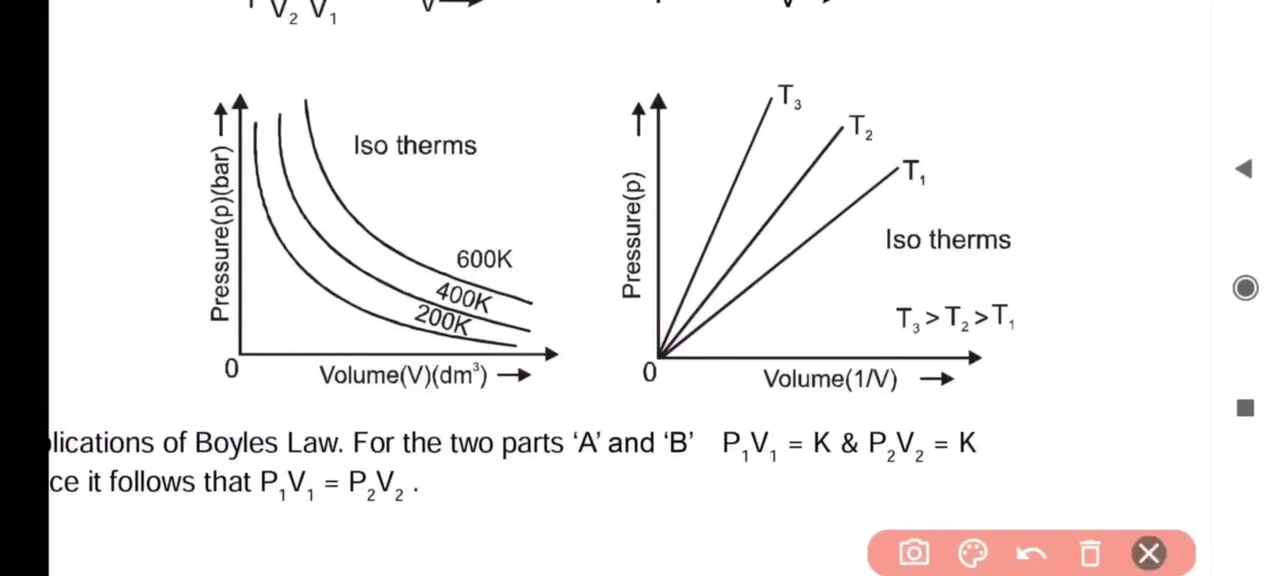 V₂ V₁
V
V
Pressure(p)(bar)
Iso therms
600K
400K
200K
0
Volume(V)(dm³)
Pressure(p)
T₃
T₂
T₁
Iso therms
T₃>T₂>T₁
0
Volume(1/V)
lications of Boyles Law. For the two parts ‘A’ and ‘B’ P₁V₁ = K & P₂V₂ = K
ce it follows that P₁V₁ = P₂V₂ .